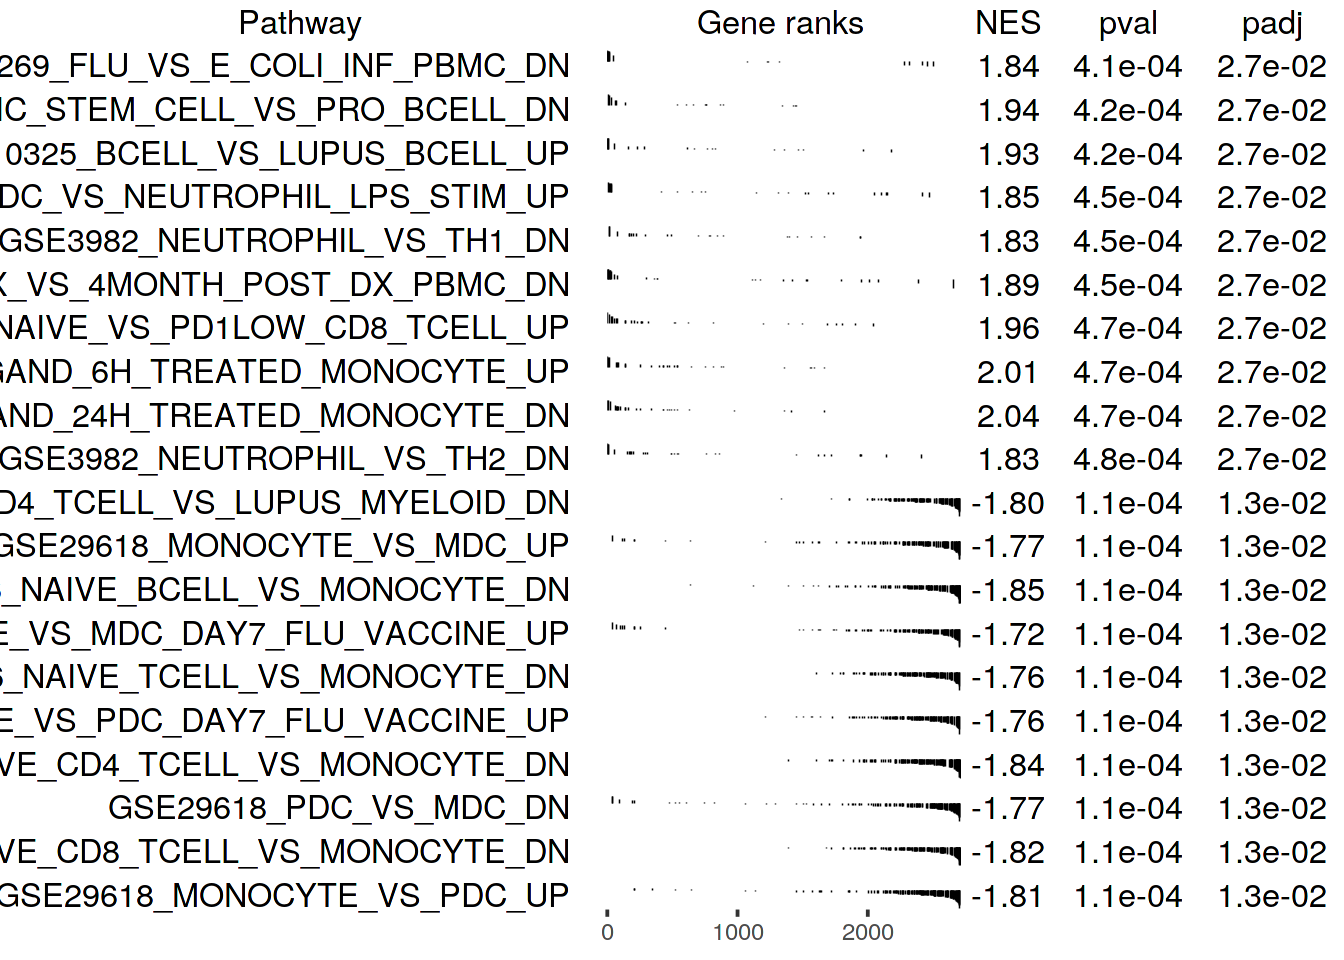 Pathway Gene ranks NES pval padj
269_FLU_VS_E_COLI_INF_PBMC_DN 1.84 4.1e-04 2.7e-02
IC_STEM_CELL_VS_PRO_BCELL_DN 1.94 4.2e-04 2.7e-02
0325_BCELL_VS_LUPUS_BCELL_UP 1.93 4.2e-04 2.7e-02
DC_VS_NEUTROPHIL_LPS_STIM_UP 1.85 4.5e-04 2.7e-02
GSE3982_NEUTROPHIL_VS_TH1_DN 1.83 4.5e-04 2.7e-02
X_VS_4MONTH_POST_DX_PBMC_DN 1.89 4.5e-04 2.7e-02
NAIVE_VS_PD1LOW_CD8_TCELL_UP 1.96 4.7e-04 2.7e-02
GAND_6H_TREATED_MONOCYTE_UP 2.01 4.7e-04 2.7e-02
AND_24H_TREATED_MONOCYTE_DN 2.04 4.7e-04 2.7e-02
GSE3982_NEUTROPHIL_VS_TH2_DN 1.83 4.8e-04 2.7e-02
D4_TCELL_VS_LUPUS_MYELOID_DN -1.80 1.1e-04 1.3e-02
GSE29618_MONOCYTE_VS_MDC_UP -1.77 1.1e-04 1.3e-02
_NAIVE_BCELL_VS_MONOCYTE_DN -1.85 1.1e-04 1.3e-02
E_VS_MDC_DAY7_FLU_VACCINE_UP -1.72 1.1e-04 1.3e-02
S_NAIVE_TCELL_VS_MONOCYTE_DN -1.76 1.1e-04 1.3e-02
E_VS_PDC_DAY7_FLU_VACCINE_UP -1.76 1.1e-04 1.3e-02
VE_CD4_TCELL_VS_MONOCYTE_DN -1.84 1.1e-04 1.3e-02
GSE29618_PDC_VS_MDC_DN -1.77 1.1e-04 1.3e-02
VE_CD8_TCELL_VS_MONOCYTE_DN -1.82 1.1e-04 1.3e-02
GSE29618_MONOCYTE_VS_PDC_UP -1.81 1.1e-04 1.3e-02
0 1000 2000